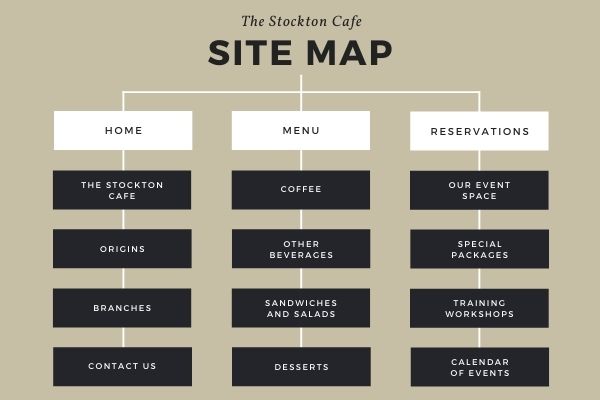 The Stockton Cafe
SITE MAP
HOME
THE STOCKTON
CAFE
ORIGINS
BRANCHES
CONTACT US
MENU
COFFEE
OTHER
BEVERAGES
SANDWICHES
AND SALADS
DESSERTS
RESERVATIONS
OUR EVENT
SPACE
SPECIAL
PACKAGES
TRAINING
WORKSHOPS
CALENDAR
OF EVENTS